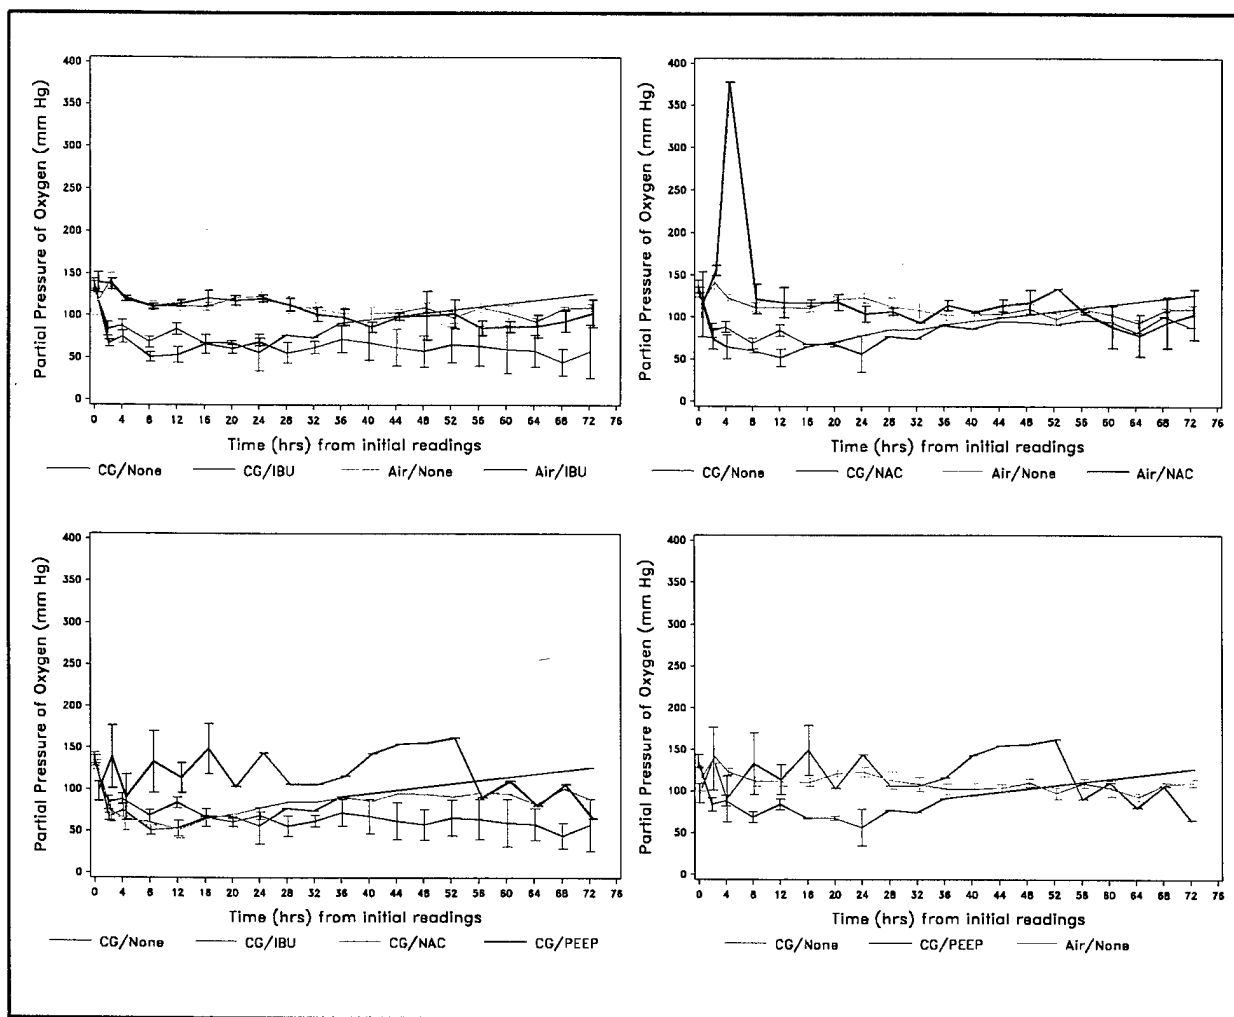 400
350
300
250
200
150
100
50
0
Partial Pressure of Oxygen (mm Hg)
0 4 8 12 16 20 24 28 32 36 40 44 48 52 56 60 64 68 72 76
Time (hrs) from initial readings
CG/None CG/IBU Air/None Air/IBU
400
350
300
250
200
150
100
50
0
Partial Pressure of Oxygen (mm Hg)
0 4 8 12 16 20 24 28 32 36 40 44 48 52 56 60 64 68 72 76
Time (hrs) from initial readings
CG/None CG/NAC Air/None Air/NAC
400
350
300
250
200
150
100
50
0
Partial Pressure of Oxygen (mm Hg)
0 4 8 12 16 20 24 28 32 36 40 44 48 52 56 60 64 68 72 76
Time (hrs) from initial readings
CG/None CG/IBU CG/NAC CG/PEEP
400
350
300
250
200
150
100
50
0
Partial Pressure of Oxygen (mm Hg)
0 4 8 12 16 20 24 28 32 36 40 44 48 52 56 60 64 68 72 76
Time (hrs) from initial readings
CG/None CG/PEEP Air/None